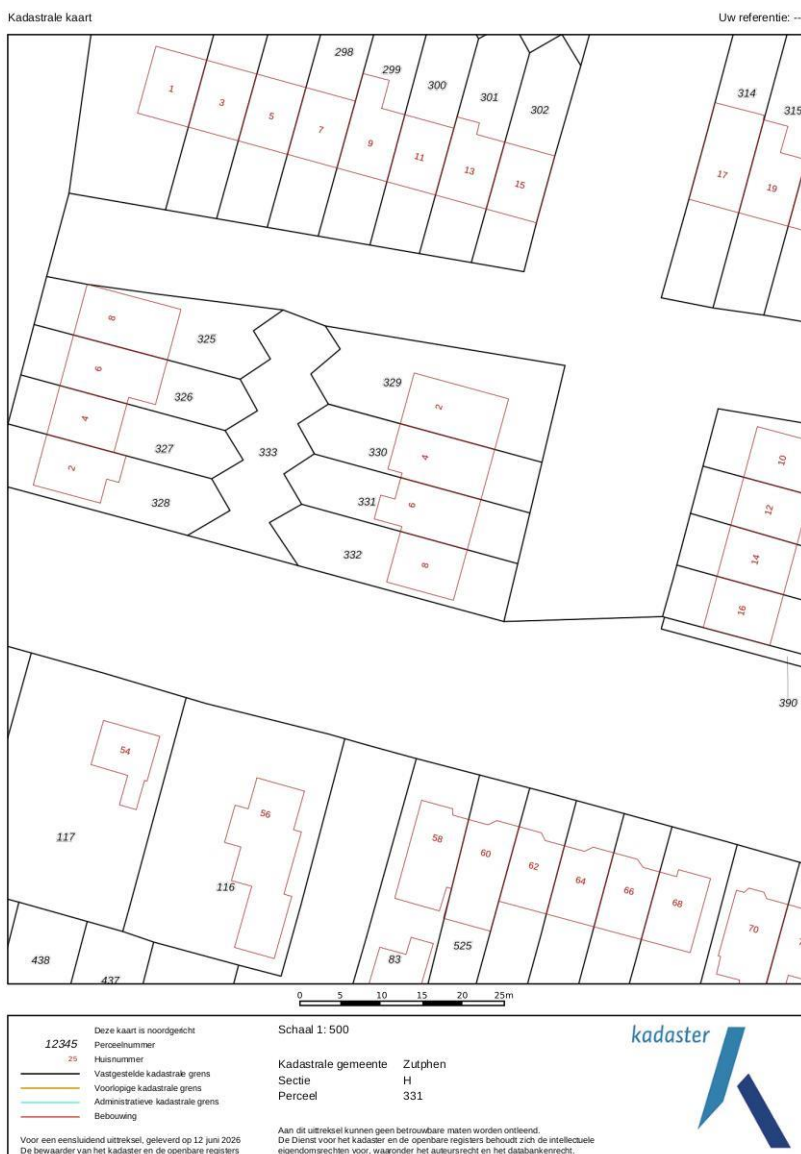 Kadastrale kaart Uw referentie: --
298
299
300
301
302
314
315
1
3
5
7
9
11
13
15
17
19
8
6
4
2
325
326
327
328
333
329
330
331
332
2
4
6
8
10
12
14
16
390
54
56
58
60
62
64
66
68
70
117
116
438
437
83
525
0 5 10 15 20 25m
Deze kaart is noordgericht
12345 Perceelnummer
25 Huisnummer
Vastgestelde kadastrale grens
Voorlopige kadastrale grens
Administratieve kadastrale grens
Bebouwing
Voor een eensluidend uittreksel, geleverd op 12 juni 2026
De bewaarder van het kadaster en de openbare registers
Schaal 1: 500
Kadastrale gemeente Zutphen
Sectie H
Perceel 331
Aan dit uittreksel kunnen geen betrouwbare maten worden ontleend.
De Dienst voor het kadaster en de openbare registers behoudt zich de intellectuele
eigendomsrechten voor, waaronder het auteursrecht en het databankenrecht.
kadaster